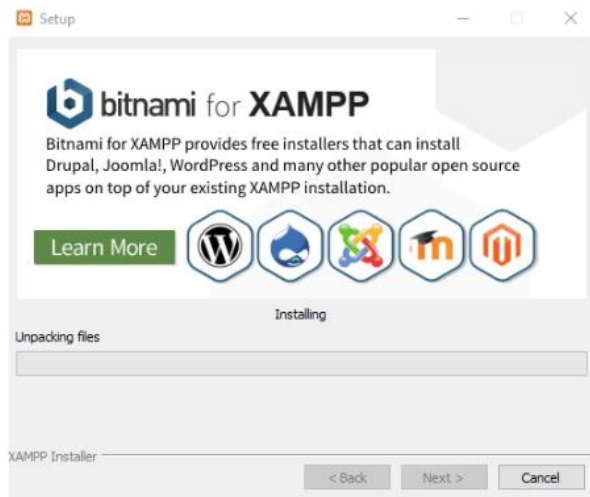 Setup
bitnami for XAMPP
Bitnami for XAMPP provides free installers that can install
Drupal, Joomla!, WordPress and many other popular open source
apps on top of your existing XAMPP installation.
Learn More
Installing
Unpacking files
XAMPP Installer
< Back Next > Cancel